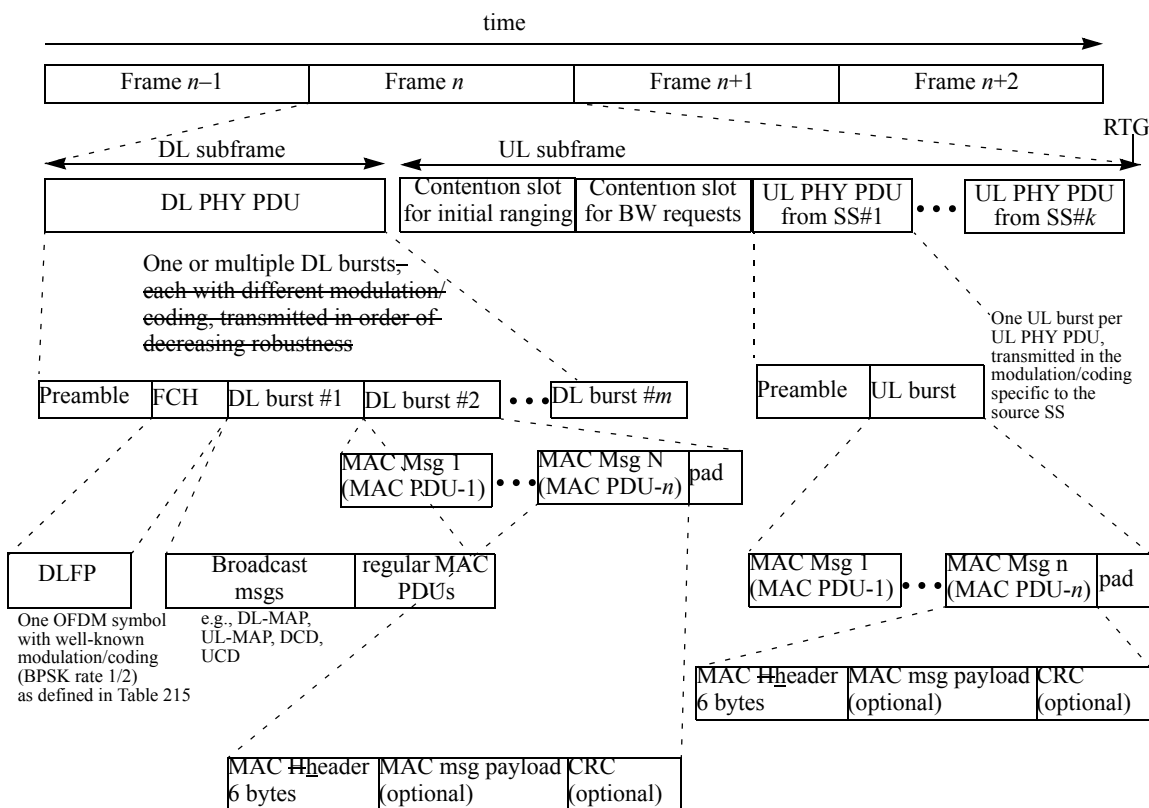 time
Frame n–1 Frame n Frame n+1 Frame n+2
RTG
DL subframe UL subframe
DL PHY PDU
Contention slot
for initial ranging
Contention slot
for BW requests
UL PHY PDU
from SS#1
• • •
UL PHY PDU
from SS#k
One or multiple DL bursts,
each with different modulation/
coding, transmitted in order of
decreasing robustness
One UL burst per
UL PHY PDU,
transmitted in the
modulation/coding
specific to the
source SS
Preamble FCH DL burst #1 DL burst #2 • • • DL burst #m
Preamble UL burst
MAC Msg 1
(MAC PDU-1)
• • •
MAC Msg N
(MAC PDU-n)
pad
DLFP
Broadcast
msgs
regular MAC
PDUs
MAC Msg 1
(MAC PDU-1)
• • •
MAC Msg n
(MAC PDU-n)
pad
One OFDM symbol
with well-known
modulation/coding
(BPSK rate 1/2)
as defined in Table 215
e.g., DL-MAP,
UL-MAP, DCD,
UCD
MAC Hheader
6 bytes
MAC msg payload
(optional)
CRC
(optional)
MAC Hheader
6 bytes
MAC msg payload
(optional)
CRC
(optional)